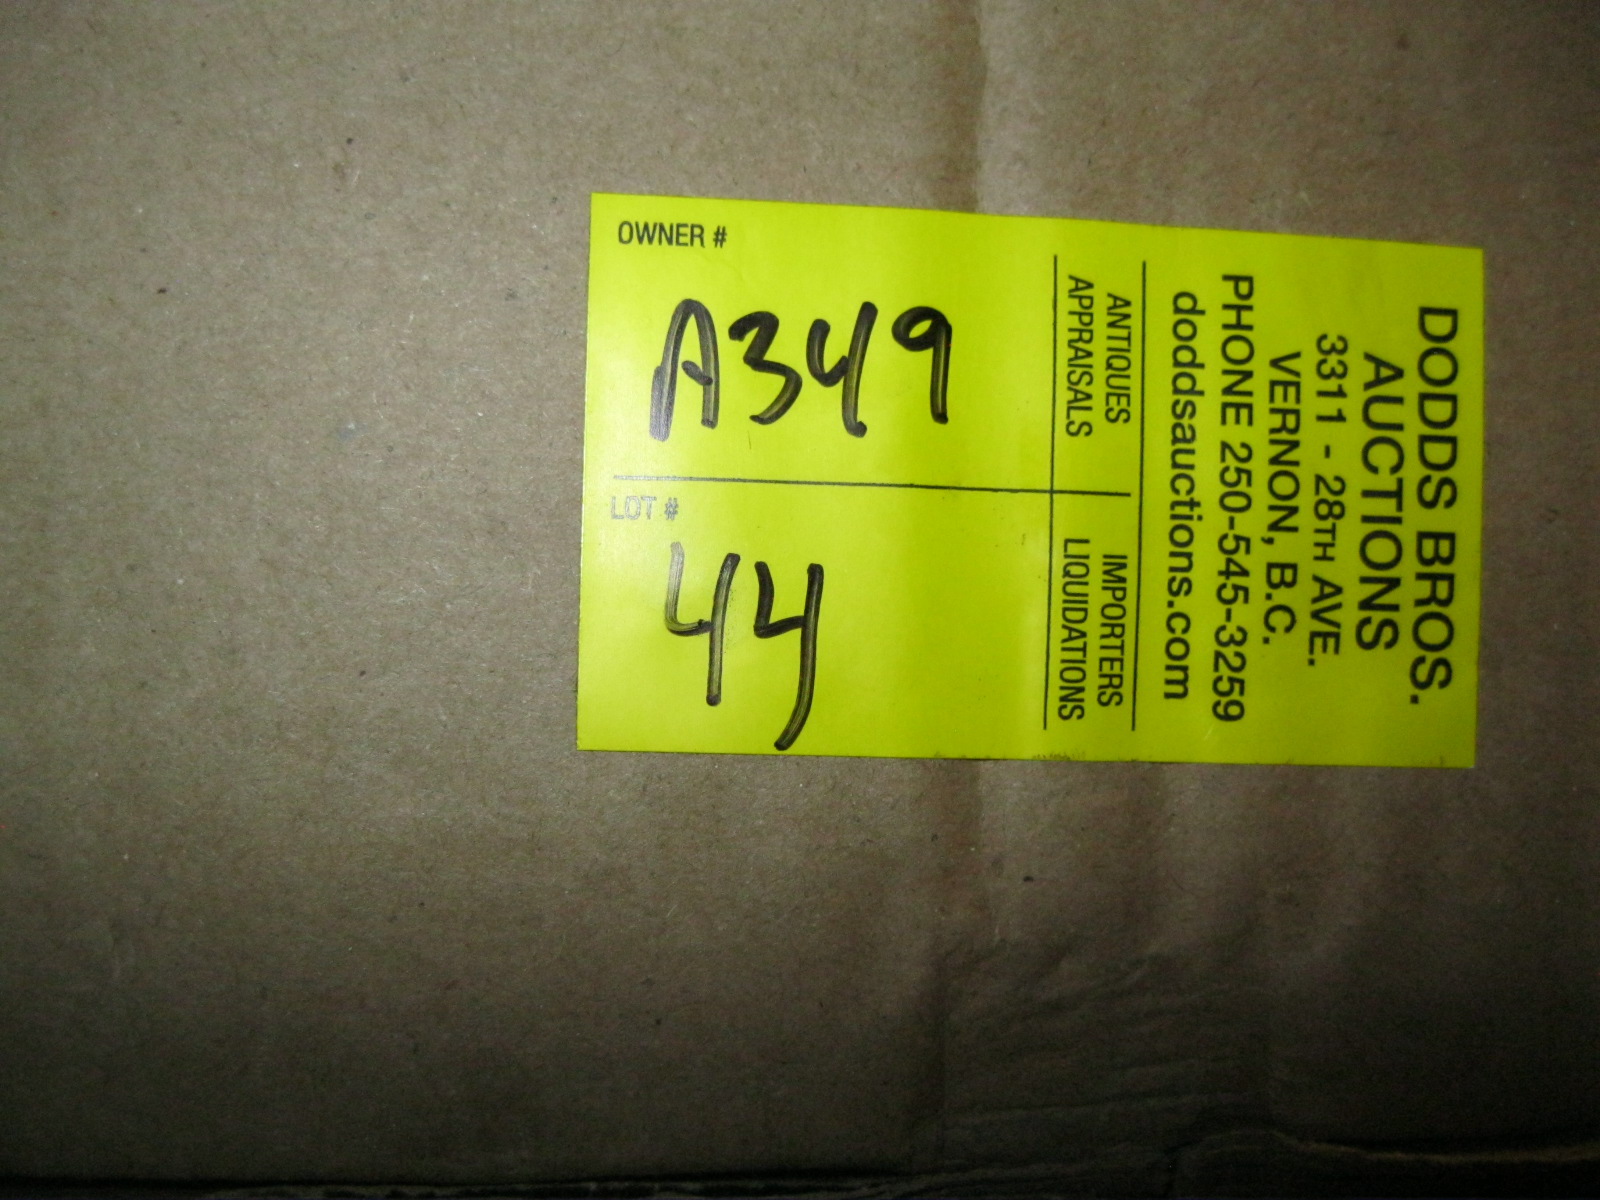 DODDS BROS.
AUCTIONS
3311 - 28TH AVE.
VERNON, B.C.
PHONE 250-545-3259
doddsauctions.com
ANTIQUES
APPRAISALS
IMPORTERS
LIQUIDATIONS
OWNER #
A349
LOT #
44